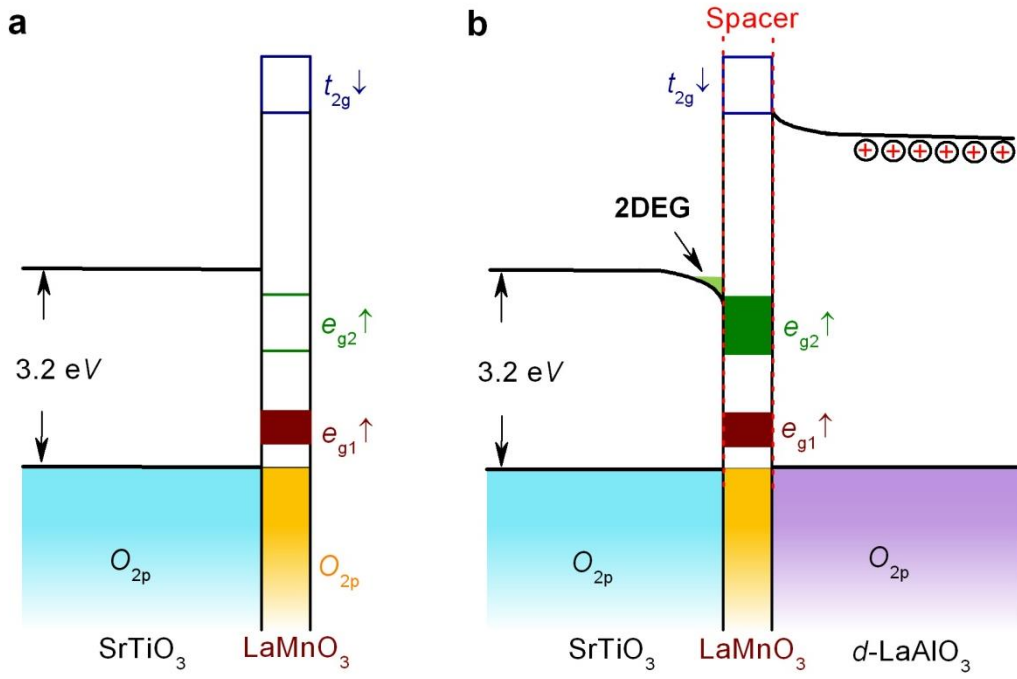 a
t2g↓
3.2 eV
eg2↑
eg1↑
O2p
O2p
SrTiO3
LaMnO3
b
Spacer
t2g↓
+ + + + + +
2DEG
3.2 eV
eg2↑
eg1↑
O2p
O2p
SrTiO3
LaMnO3
d-LaAlO3